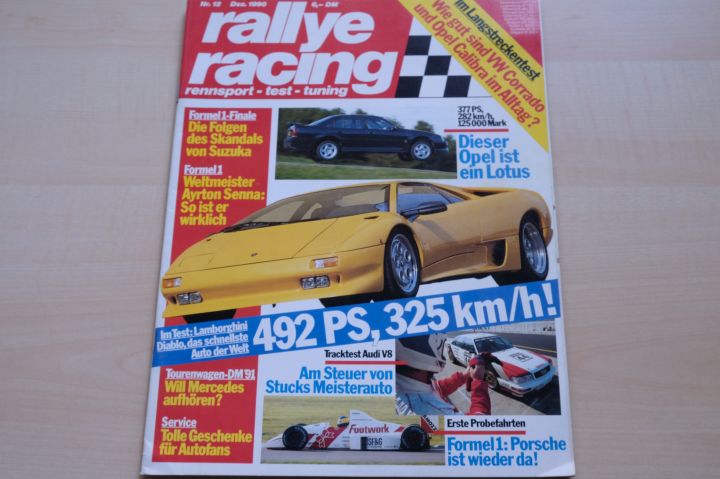 Nr. 12 Dez. 1990 6,– DM
rallye
racing
rennsport - test - tuning
Im Langstreckentest
Wie gut sind VW Corrado
und Opel Calibra im Alltag?
Formel 1-Finale
Die Folgen
des Skandals
von Suzuka
Formel 1
Weltmeister
Ayrton Senna:
So ist er
wirklich
377 PS,
282 km/h,
125 000 Mark
Dieser
Opel ist
ein Lotus
Im Test: Lamborghini
Diablo, das schnellste
Auto der Welt
492 PS, 325 km/h!
Tracktest Audi V8
Am Steuer von
Stucks Meisterauto
Tourenwagen-DM '91
Will Mercedes
aufhören?
Service
Tolle Geschenke
für Autofans
Footwork
Erste Probefahrten
Formel 1: Porsche
ist wieder da!